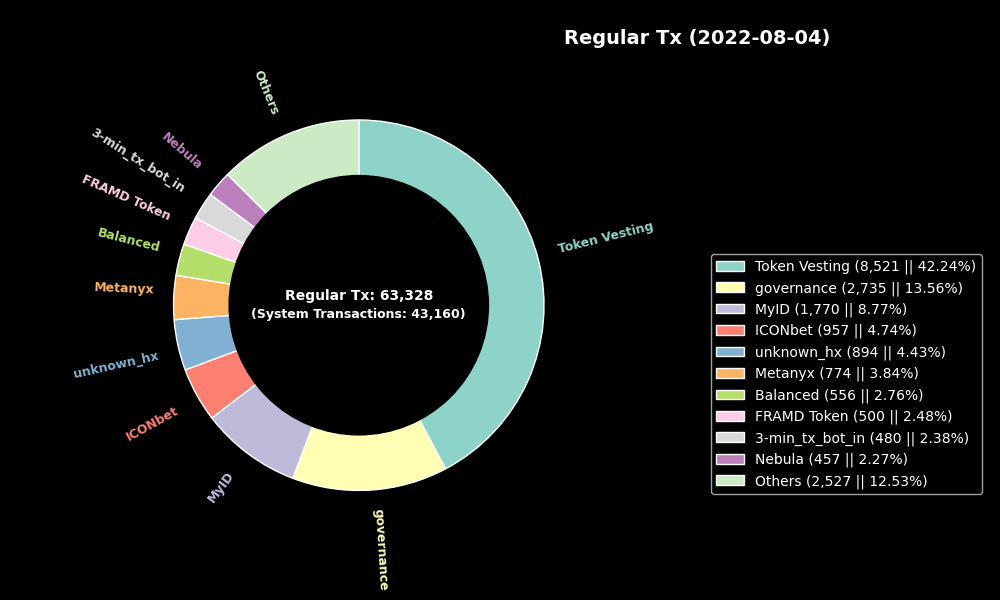 Regular Tx (2022-08-04)
Others
Nebula
3-min_tx_bot_in
FRAMD Token
Balanced
Metanyx
unknown_hx
ICONbet
MyID
governance
Token Vesting
Regular Tx: 63,328
(System Transactions: 43,160)
Token Vesting (8,521 || 42.24%)
governance (2,735 || 13.56%)
MyID (1,770 || 8.77%)
ICONbet (957 || 4.74%)
unknown_hx (894 || 4.43%)
Metanyx (774 || 3.84%)
Balanced (556 || 2.76%)
FRAMD Token (500 || 2.48%)
3-min_tx_bot_in (480 || 2.38%)
Nebula (457 || 2.27%)
Others (2,527 || 12.53%)